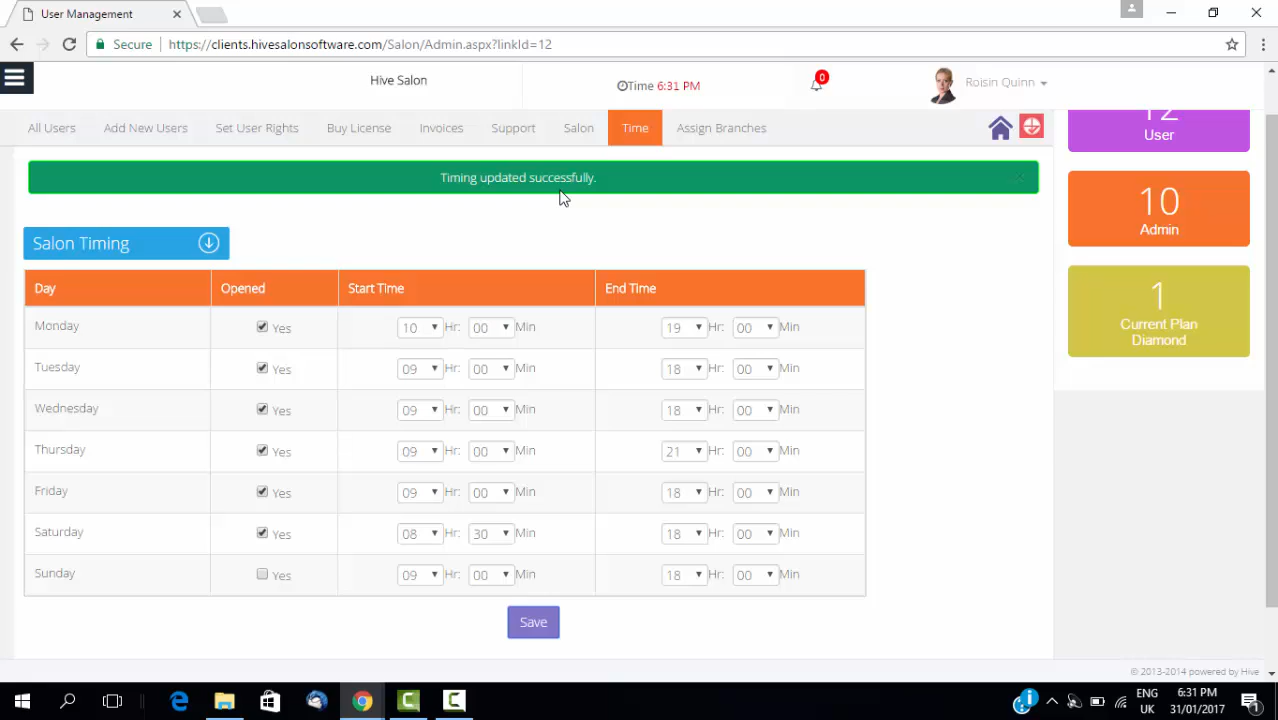 User Management
Secure https://clients.hivesalonsoftware.com/Salon/Admin.aspx?linkId=12
Hive Salon
Time 6:31 PM
0
Roisin Quinn
All Users Add New Users Set User Rights Buy License Invoices Support Salon Time Assign Branches
User
Timing updated successfully.
10
Admin
Salon Timing
Day Opened Start Time End Time
Monday Yes 10 Hr: 00 Min 19 Hr: 00 Min
Tuesday Yes 09 Hr: 00 Min 18 Hr: 00 Min
Wednesday Yes 09 Hr: 00 Min 18 Hr: 00 Min
Thursday Yes 09 Hr: 00 Min 21 Hr: 00 Min
Friday Yes 09 Hr: 00 Min 18 Hr: 00 Min
Saturday Yes 08 Hr: 30 Min 18 Hr: 00 Min
Sunday Yes 09 Hr: 00 Min 18 Hr: 00 Min
1
Current Plan
Diamond
Save
© 2013-2014 powered by Hive
ENG
UK
6:31 PM
31/01/2017
1